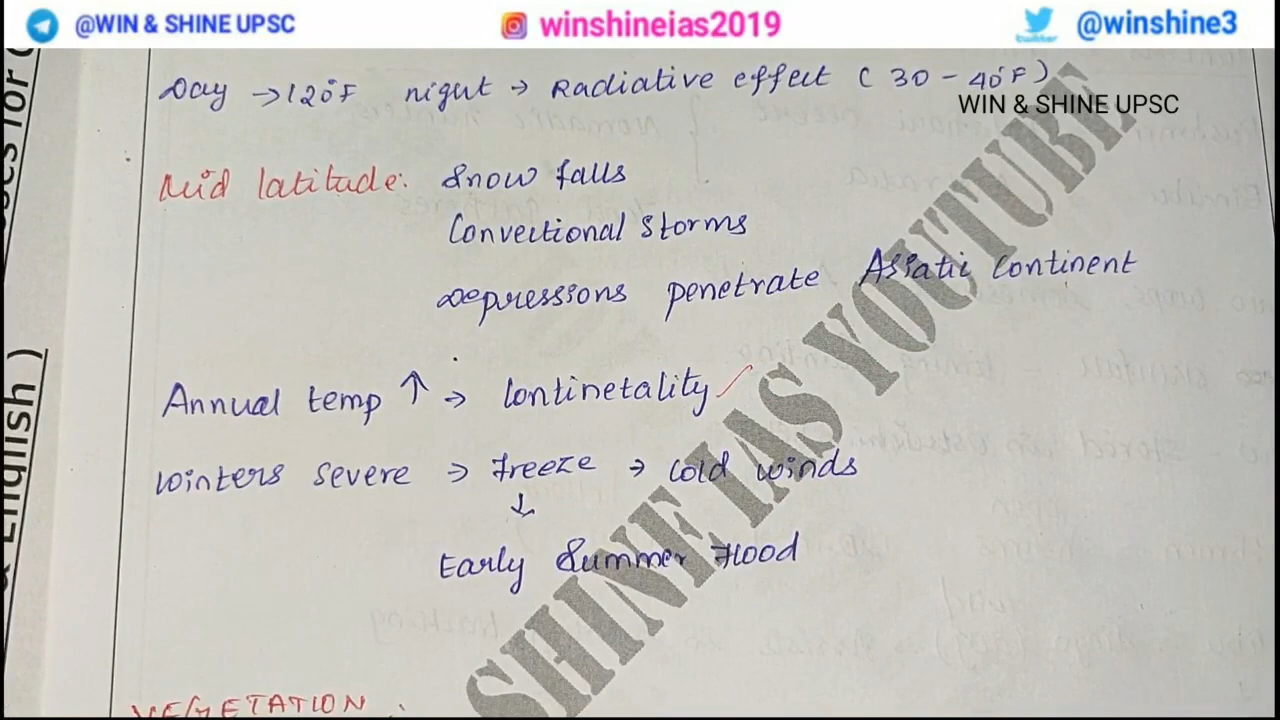 @WIN & SHINE UPSC winshineias2019 @winshine3
Day → 120°F night → Radiative effect (30 - 40°F)
WIN & SHINE UPSC
Mid latitude: Snow falls
Convectional Storms
Depressions penetrate Asiatic Continent
Annual temp ↑ → Continetality
Winters severe → Freeze → Cold winds
↓
Early Summer Flood
VEGETATION :
SHINE IAS YOUTUBE
English )